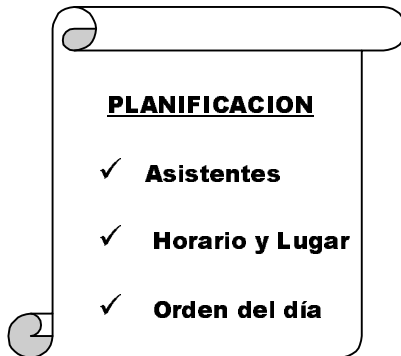 PLANIFICACION
✓ Asistentes
✓ Horario y Lugar
✓ Orden del día